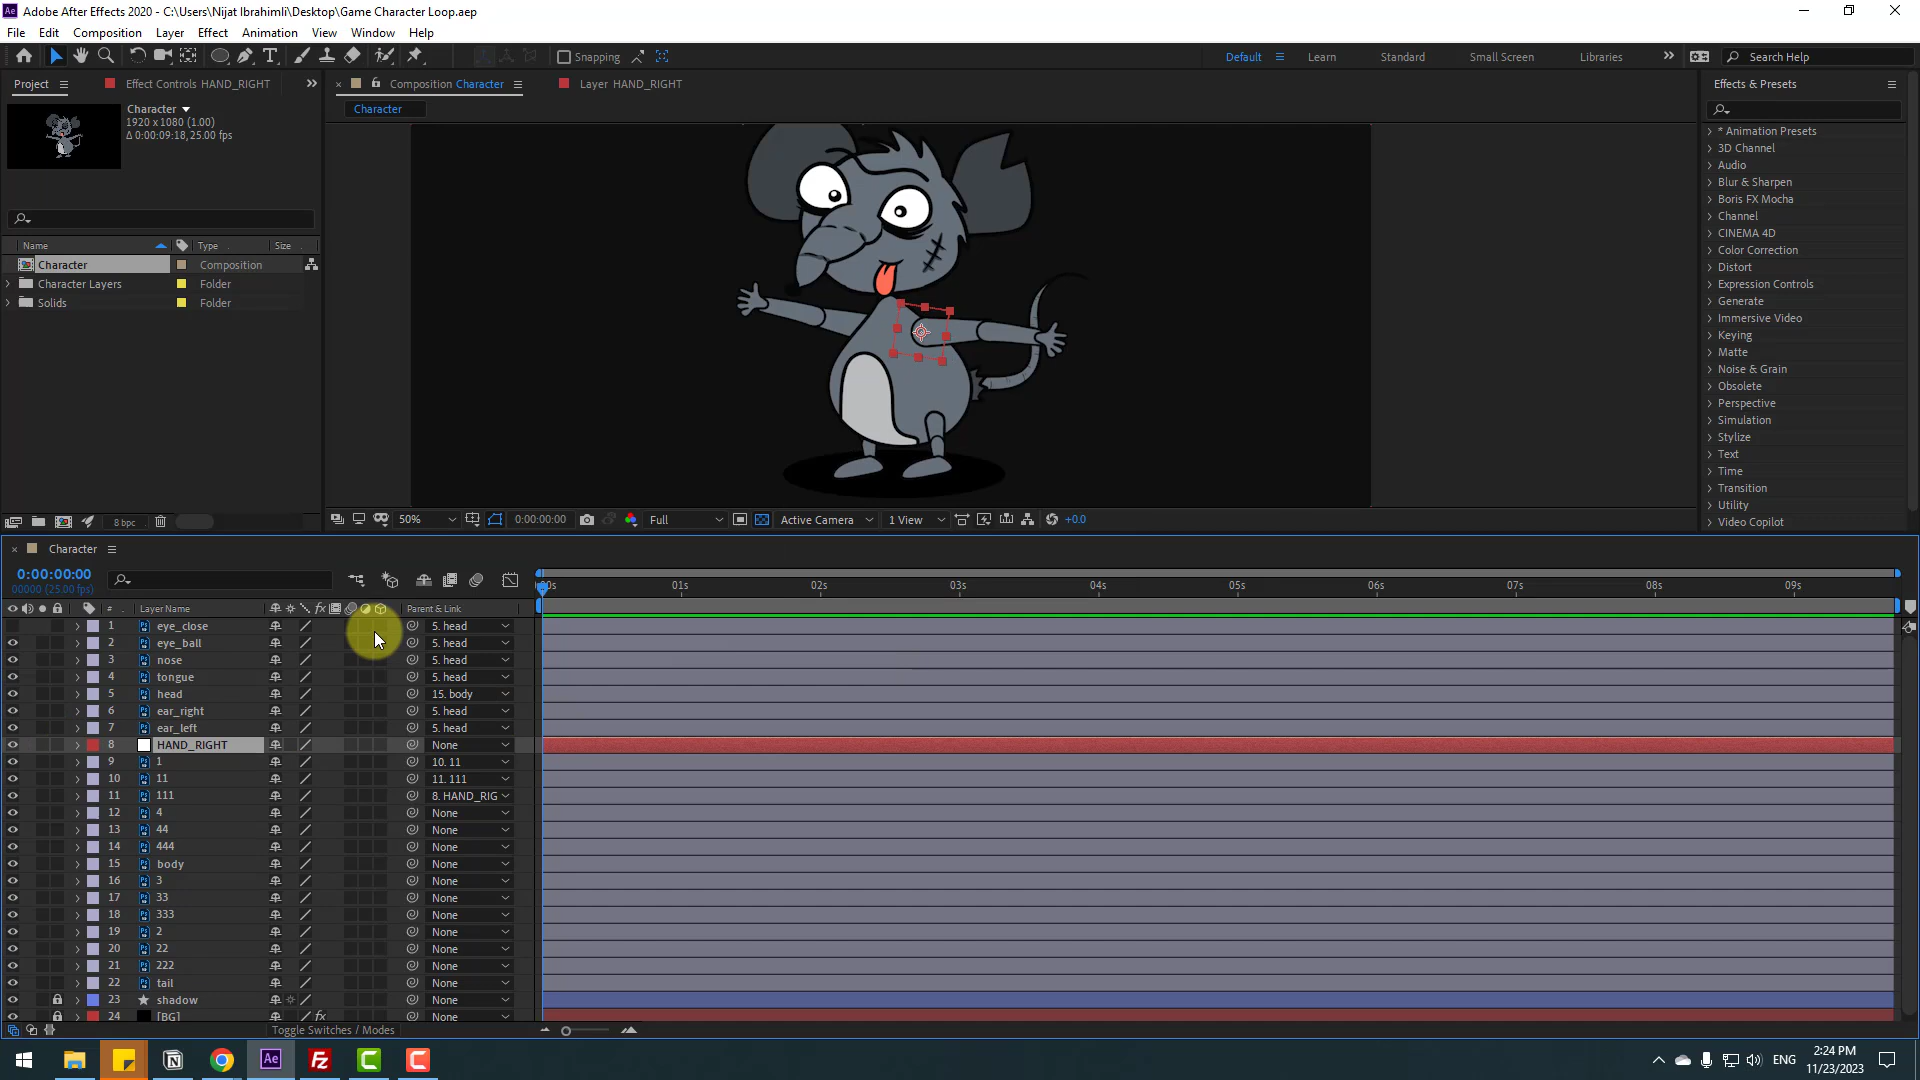 Adobe After Effects 2020 - C:\Users\Nijat Ibrahimli\Desktop\Game Character Loop.aep
File Edit Composition Layer Effect Animation View Window Help
Snapping Default Learn Standard Small Screen Libraries Search Help
Project Effect Controls HAND_RIGHT Composition Character Layer HAND_RIGHT Effects & Presets
Character
1920 x 1080 (1.00)
Δ 0:00:09:18, 25.00 fps
Character
Name Type Size
Character Composition
Character Layers Folder
Solids Folder
8 bpc
50% 0:00:00:00 Full Active Camera 1 View +0.0
* Animation Presets
3D Channel
Audio
Blur & Sharpen
Boris FX Mocha
Channel
CINEMA 4D
Color Correction
Distort
Expression Controls
Generate
Immersive Video
Keying
Matte
Noise & Grain
Obsolete
Perspective
Simulation
Stylize
Text
Time
Transition
Utility
Video Copilot
Character
0:00:00:00
00000 (25.00 fps)
01s 02s 03s 04s 05s 06s 07s 08s 09s
# Layer Name Parent & Link
1 eye_close 5. head
2 eye_ball 5. head
3 nose 5. head
4 tongue 5. head
5 head 15. body
6 ear_right 5. head
7 ear_left 5. head
8 HAND_RIGHT None
9 1 10. 11
10 11 11. 111
11 111 8. HAND_RIG
12 4 None
13 44 None
14 444 None
15 body None
16 3 None
17 33 None
18 333 None
19 2 None
20 22 None
21 222 None
22 tail None
23 shadow None
24 [BG] None
Toggle Switches / Modes
ENG
2:24 PM
11/23/2023